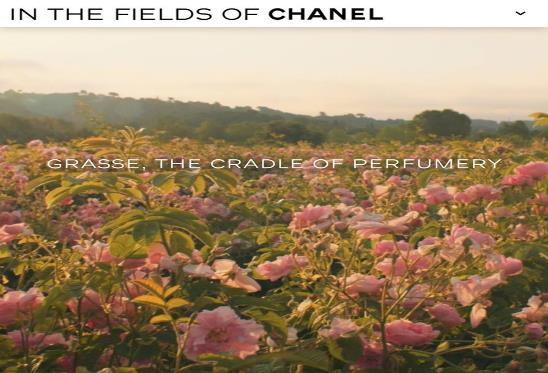 IN THE FIELDS OF CHANEL
GRASSE, THE CRADLE OF PERFUMERY